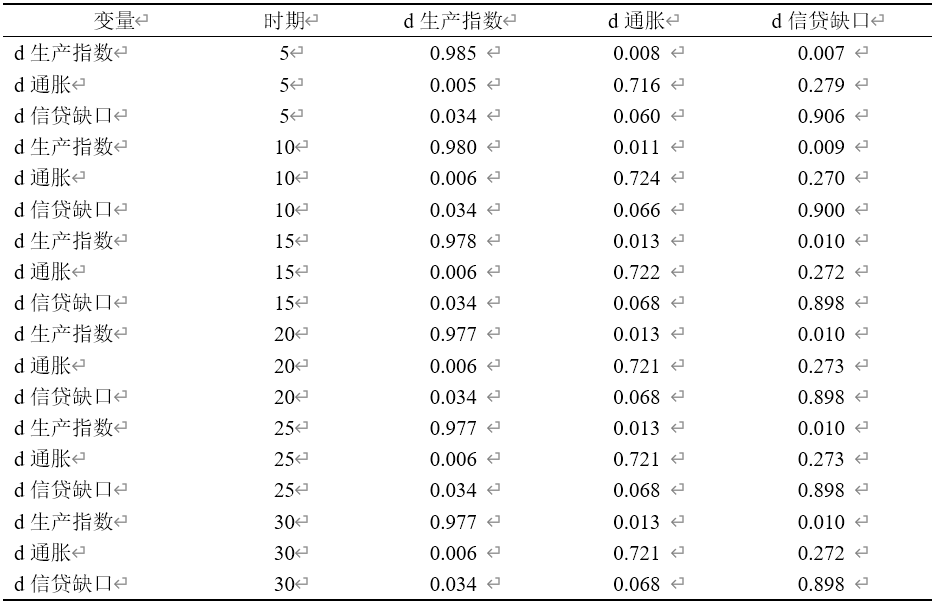 变量↵ 时期↵ d 生产指数↵ d 通胀↵ d 信贷缺口↵
d 生产指数↵ 5↵ 0.985 ↵ 0.008 ↵ 0.007 ↵
d 通胀↵ 5↵ 0.005 ↵ 0.716 ↵ 0.279 ↵
d 信贷缺口↵ 5↵ 0.034 ↵ 0.060 ↵ 0.906 ↵
d 生产指数↵ 10↵ 0.980 ↵ 0.011 ↵ 0.009 ↵
d 通胀↵ 10↵ 0.006 ↵ 0.724 ↵ 0.270 ↵
d 信贷缺口↵ 10↵ 0.034 ↵ 0.066 ↵ 0.900 ↵
d 生产指数↵ 15↵ 0.978 ↵ 0.013 ↵ 0.010 ↵
d 通胀↵ 15↵ 0.006 ↵ 0.722 ↵ 0.272 ↵
d 信贷缺口↵ 15↵ 0.034 ↵ 0.068 ↵ 0.898 ↵
d 生产指数↵ 20↵ 0.977 ↵ 0.013 ↵ 0.010 ↵
d 通胀↵ 20↵ 0.006 ↵ 0.721 ↵ 0.273 ↵
d 信贷缺口↵ 20↵ 0.034 ↵ 0.068 ↵ 0.898 ↵
d 生产指数↵ 25↵ 0.977 ↵ 0.013 ↵ 0.010 ↵
d 通胀↵ 25↵ 0.006 ↵ 0.721 ↵ 0.273 ↵
d 信贷缺口↵ 25↵ 0.034 ↵ 0.068 ↵ 0.898 ↵
d 生产指数↵ 30↵ 0.977 ↵ 0.013 ↵ 0.010 ↵
d 通胀↵ 30↵ 0.006 ↵ 0.721 ↵ 0.272 ↵
d 信贷缺口↵ 30↵ 0.034 ↵ 0.068 ↵ 0.898 ↵